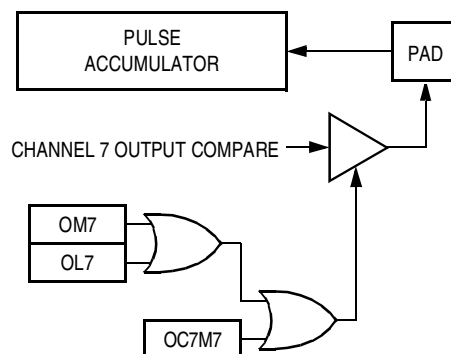 PULSE
ACCUMULATOR
PAD
CHANNEL 7 OUTPUT COMPARE
OM7
OL7
OC7M7